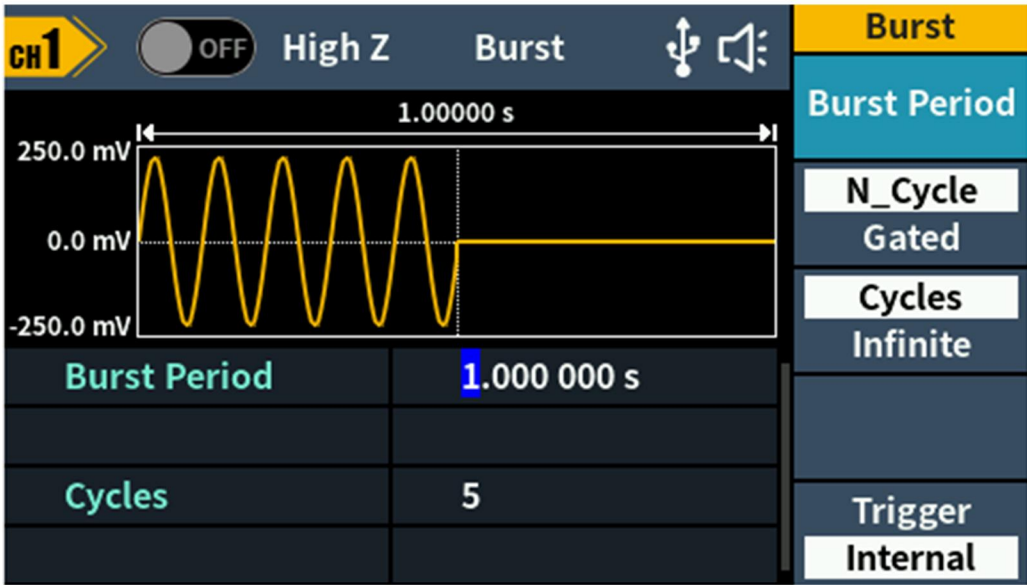 CH1 OFF High Z Burst
1.00000 s
250.0 mV
0.0 mV
-250.0 mV
Burst Period 1.000 000 s
Cycles 5
Burst
Burst Period
N_Cycle
Gated
Cycles
Infinite
Trigger
Internal